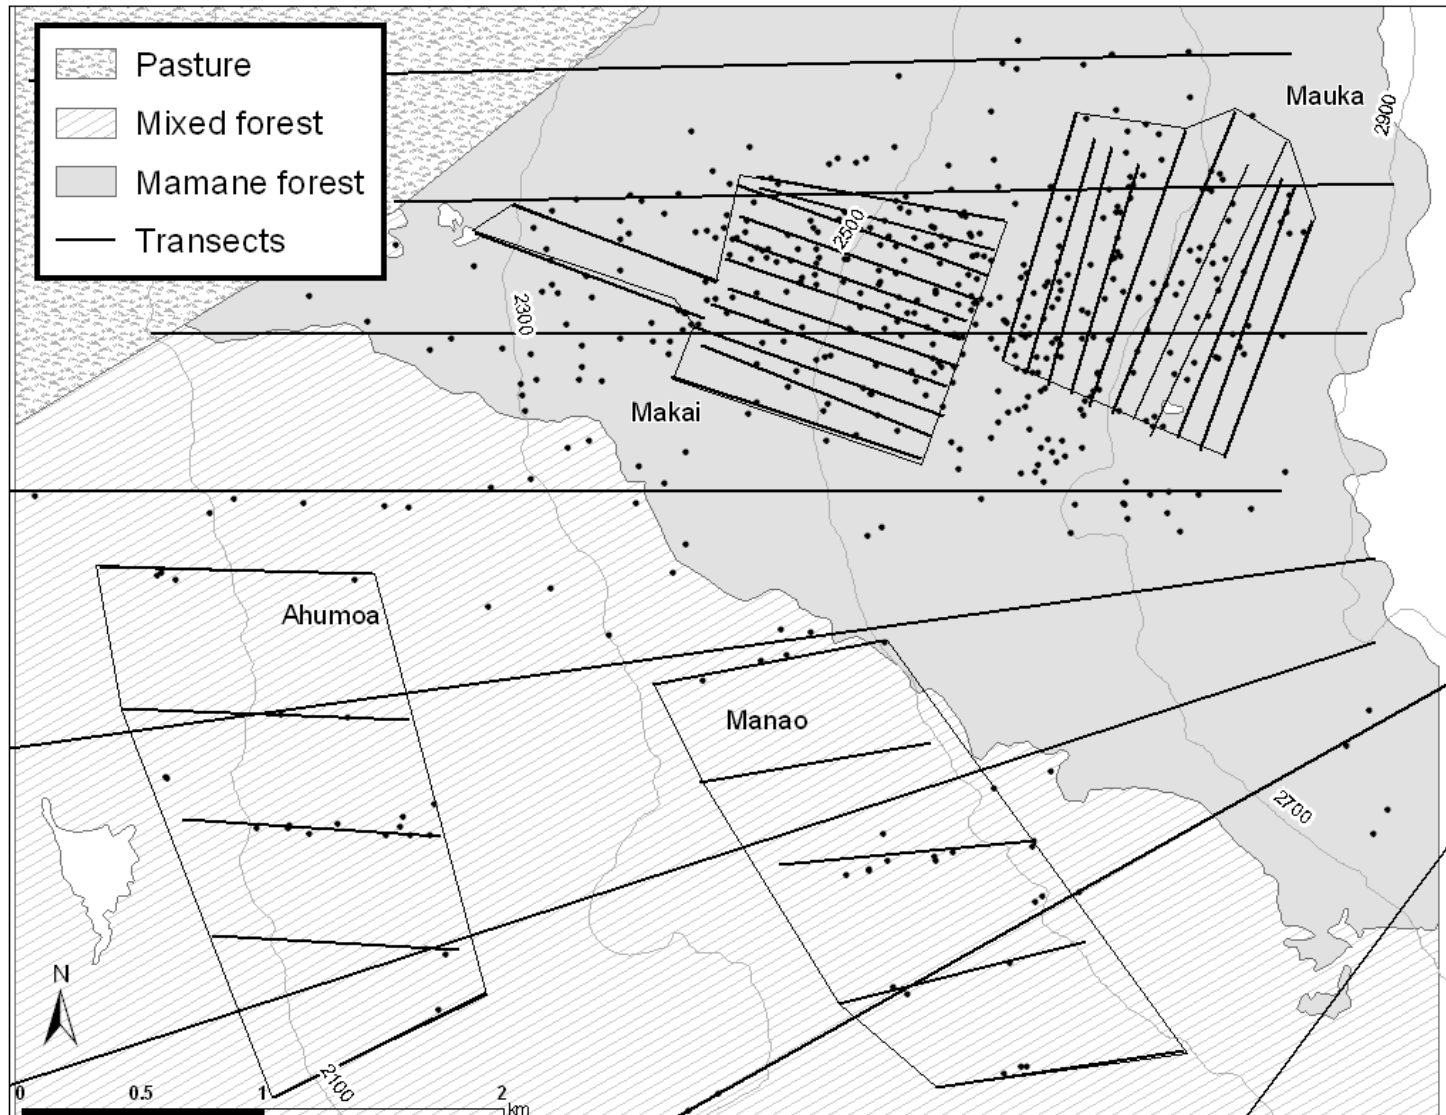 Pasture
Mixed forest
Mamane forest
Transects
Mauka
2900
2500
2300
Makai
Ahumoa
Manao
2700
N
2100
0 0.5 1 2
km